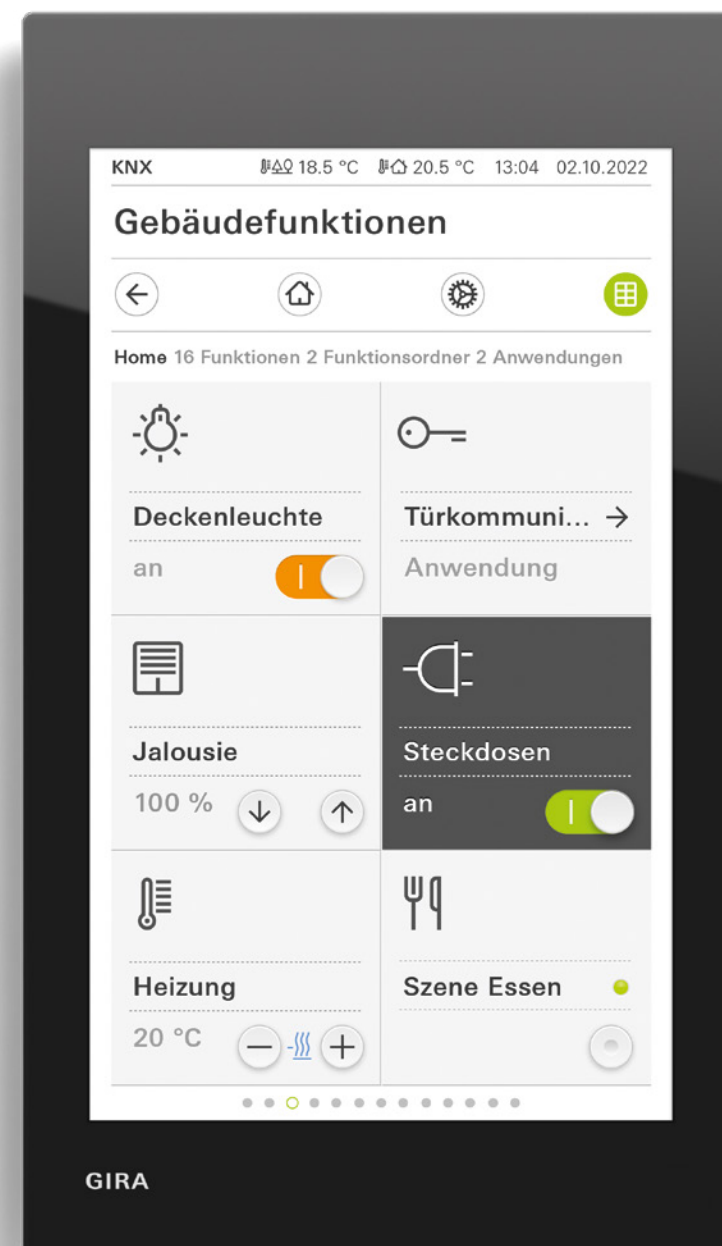 KNX 18.5 °C 20.5 °C 13:04 02.10.2022
Gebäudefunktionen
Home 16 Funktionen 2 Funktionsordner 2 Anwendungen
Deckenleuchte
an
Türkommuni...
Anwendung
Jalousie
100 %
Steckdosen
an
Heizung
20 °C
Szene Essen
GIRA